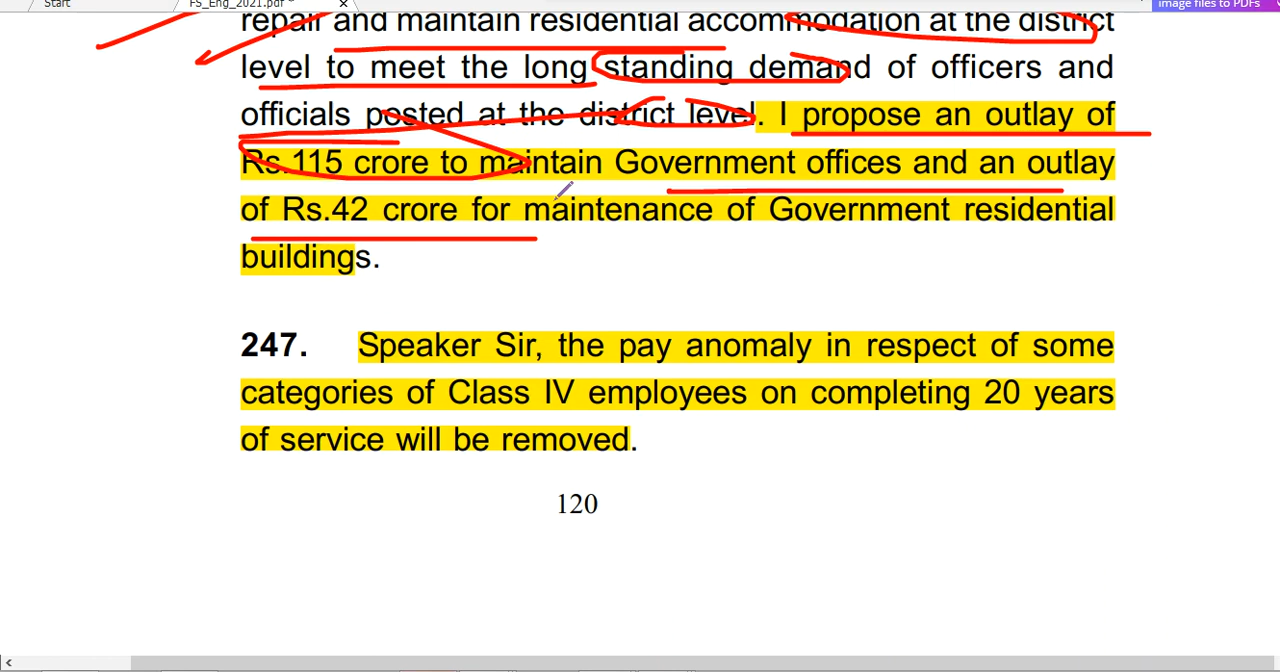 Start
FS_Eng_2021.pdf *
image files to PDFs
repair and maintain residential accommodation at the district
level to meet the long standing demand of officers and
officials posted at the district level. I propose an outlay of
Rs.115 crore to maintain Government offices and an outlay
of Rs.42 crore for maintenance of Government residential
buildings.
247. Speaker Sir, the pay anomaly in respect of some
categories of Class IV employees on completing 20 years
of service will be removed.
120